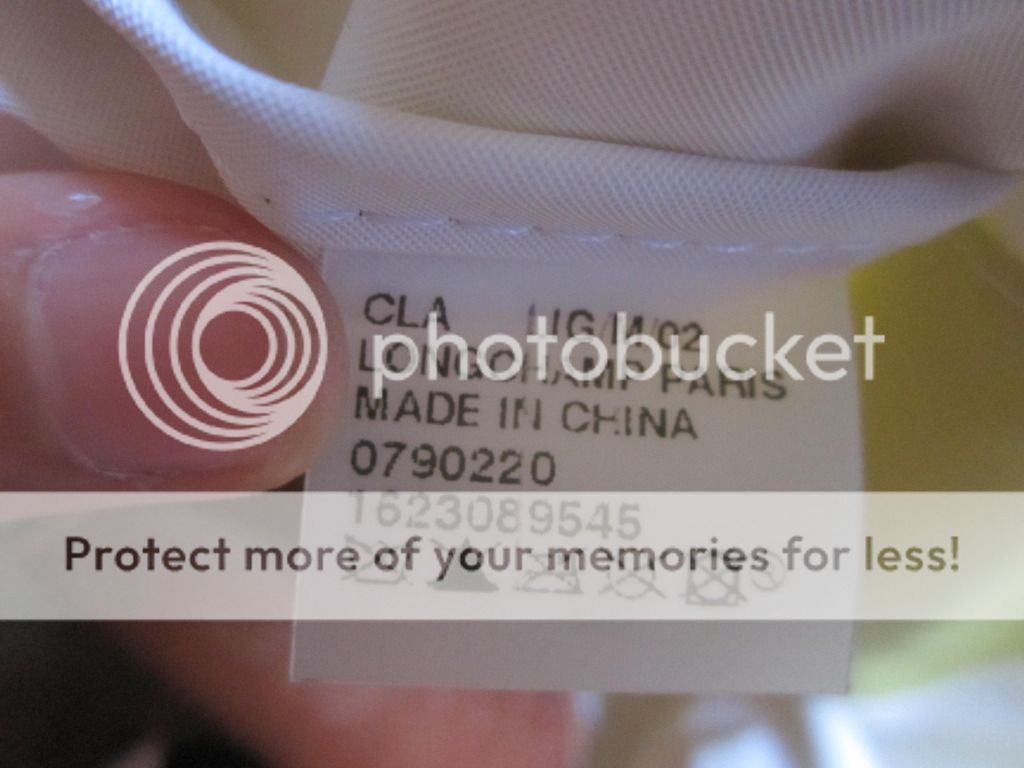 CLA
LONGCHAMP PARIS
MADE IN CHINA
0790220
1623089545
photobucket
Protect more of your memories for less!